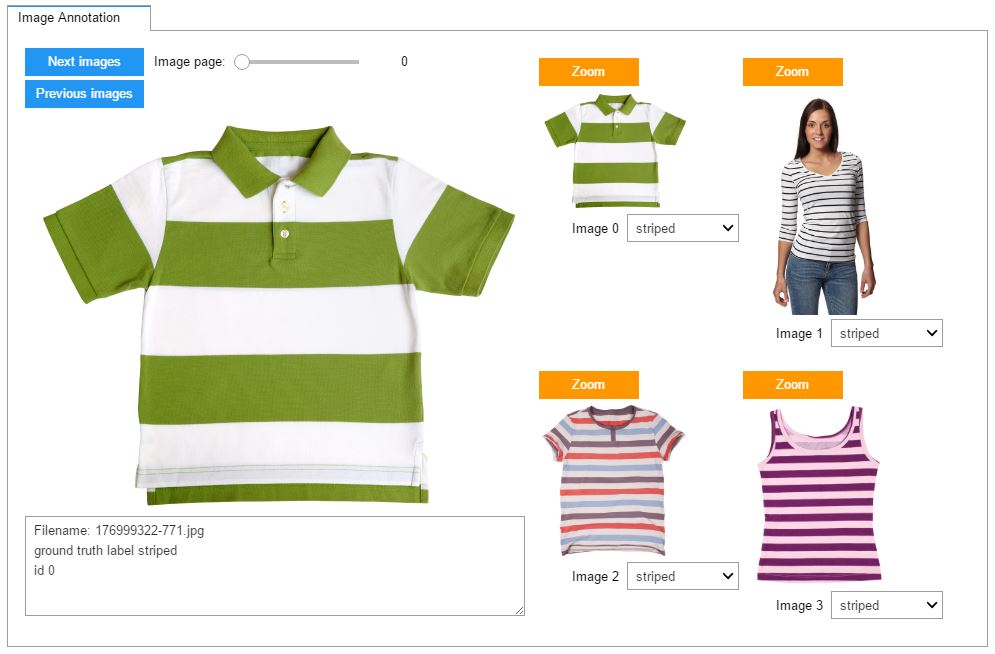 Image Annotation
Next images
Image page:
0
Previous images
Zoom
Zoom
Image 0
striped
Image 1
striped
Zoom
Zoom
Image 2
striped
Image 3
striped
Filename: 176999322-771.jpg
ground truth label striped
id 0